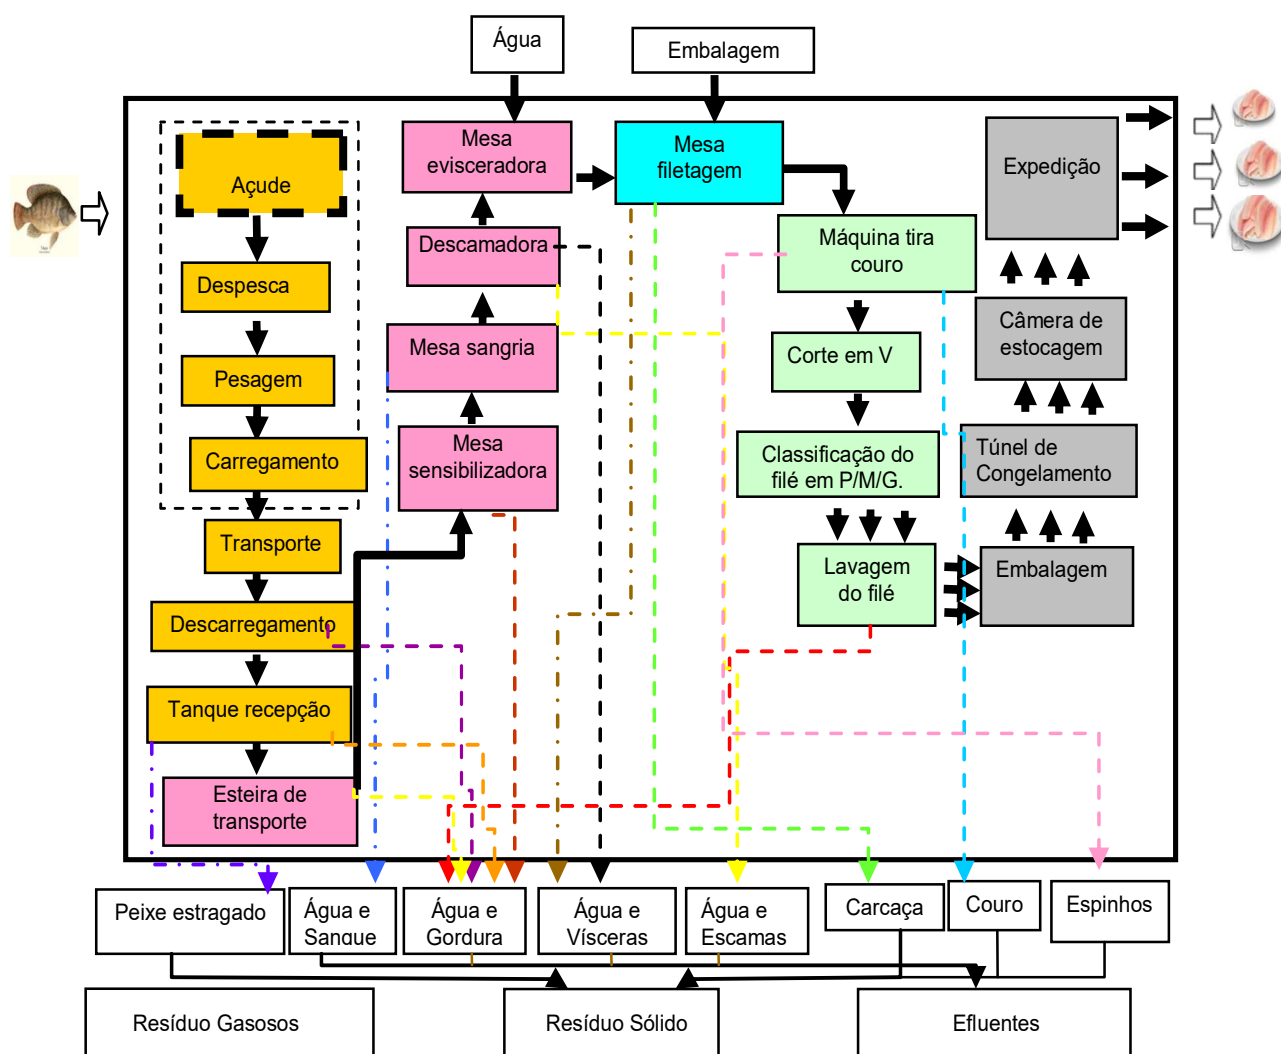 Água
Embalagem
Açude
Despesca
Pesagem
Carregamento
Transporte
Descarregamento
Tanque recepção
Esteira de
transporte
Mesa
evisceradora
Descamadora
Mesa sangria
Mesa
sensibilizadora
Mesa
filetagem
Máquina tira
couro
Corte em V
Classificação do
filé em P/M/G.
Lavagem
do filé
Expedição
Câmera de
estocagem
Túnel de
Congelamento
Embalagem
Peixe estragado
Água e
Sangue
Água e
Gordura
Água e
Vísceras
Água e
Escamas
Carcaça
Couro
Espinhos
Resíduo Gasosos
Resíduo Sólido
Efluentes